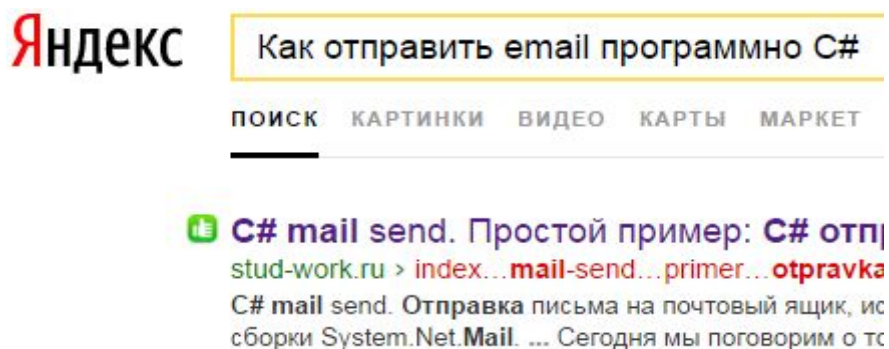 Яндекс
Как отправить email программно C#
ПОИСК КАРТИНКИ ВИДЕО КАРТЫ МАРКЕТ
C# mail send. Простой пример: C# отп
stud-work.ru › index…mail-send…primer…otpravka
C# mail send. Отправка письма на почтовый ящик, ис
сборки System.Net.Mail. ... Сегодня мы поговорим о то